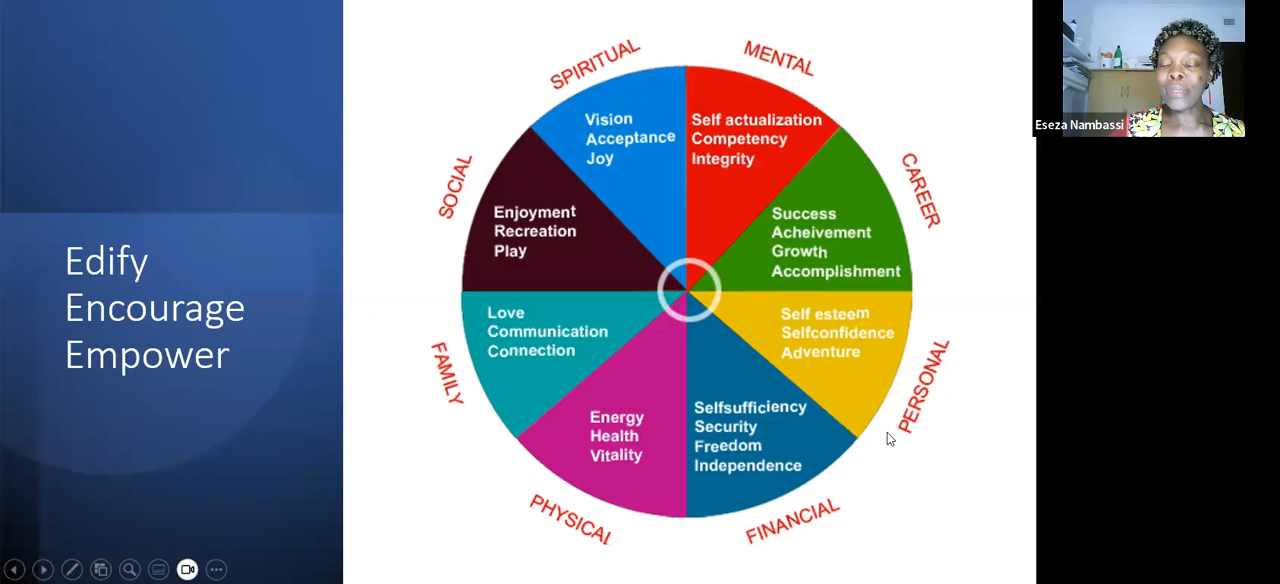 Edify
Encourage
Empower
SPIRITUAL
Vision
Acceptance
Joy
MENTAL
Self actualization
Competency
Integrity
CAREER
Success
Acheivement
Growth
Accomplishment
PERSONAL
Self esteem
Selfconfidence
Adventure
FINANCIAL
Selfsufficiency
Security
Freedom
Independence
PHYSICAL
Energy
Health
Vitality
FAMILY
Love
Communication
Connection
SOCIAL
Enjoyment
Recreation
Play
Eseza Nambassi